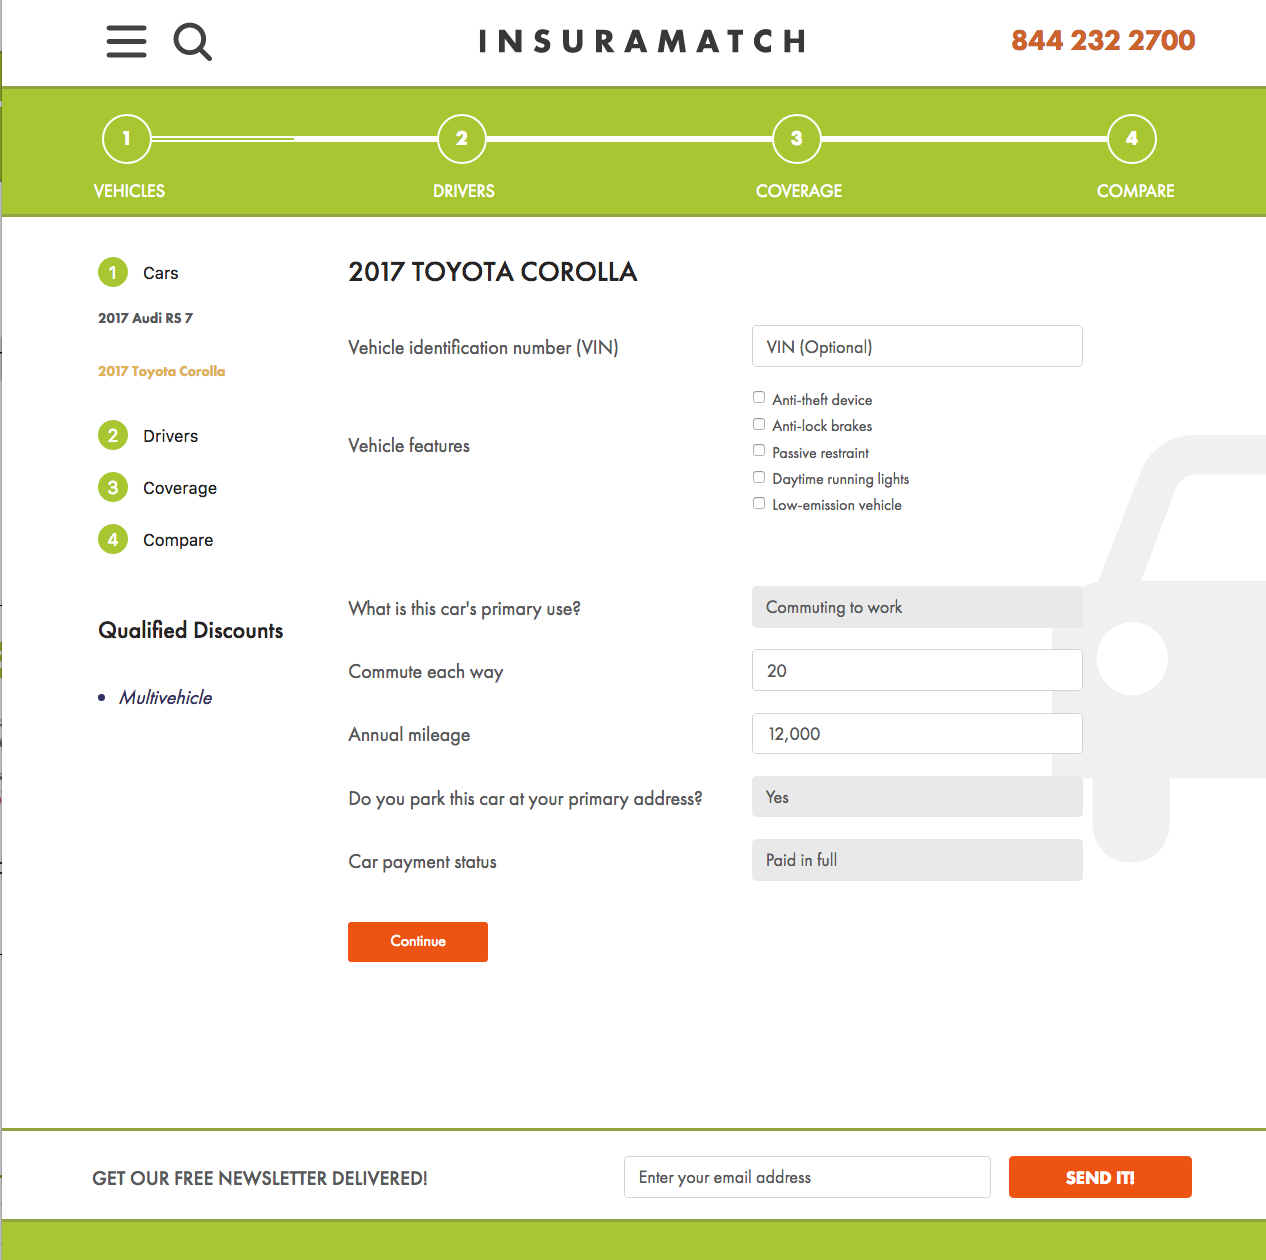 INSURAMATCH
844 232 2700
1
2
3
4
VEHICLES
DRIVERS
COVERAGE
COMPARE
1 Cars
2017 Audi RS 7
2017 Toyota Corolla
2 Drivers
3 Coverage
4 Compare
Qualified Discounts
• Multivehicle
2017 TOYOTA COROLLA
Vehicle identification number (VIN)
VIN (Optional)
Vehicle features
Anti-theft device
Anti-lock brakes
Passive restraint
Daytime running lights
Low-emission vehicle
What is this car's primary use?
Commuting to work
Commute each way
20
Annual mileage
12,000
Do you park this car at your primary address?
Yes
Car payment status
Paid in full
Continue
GET OUR FREE NEWSLETTER DELIVERED!
Enter your email address
SEND IT!